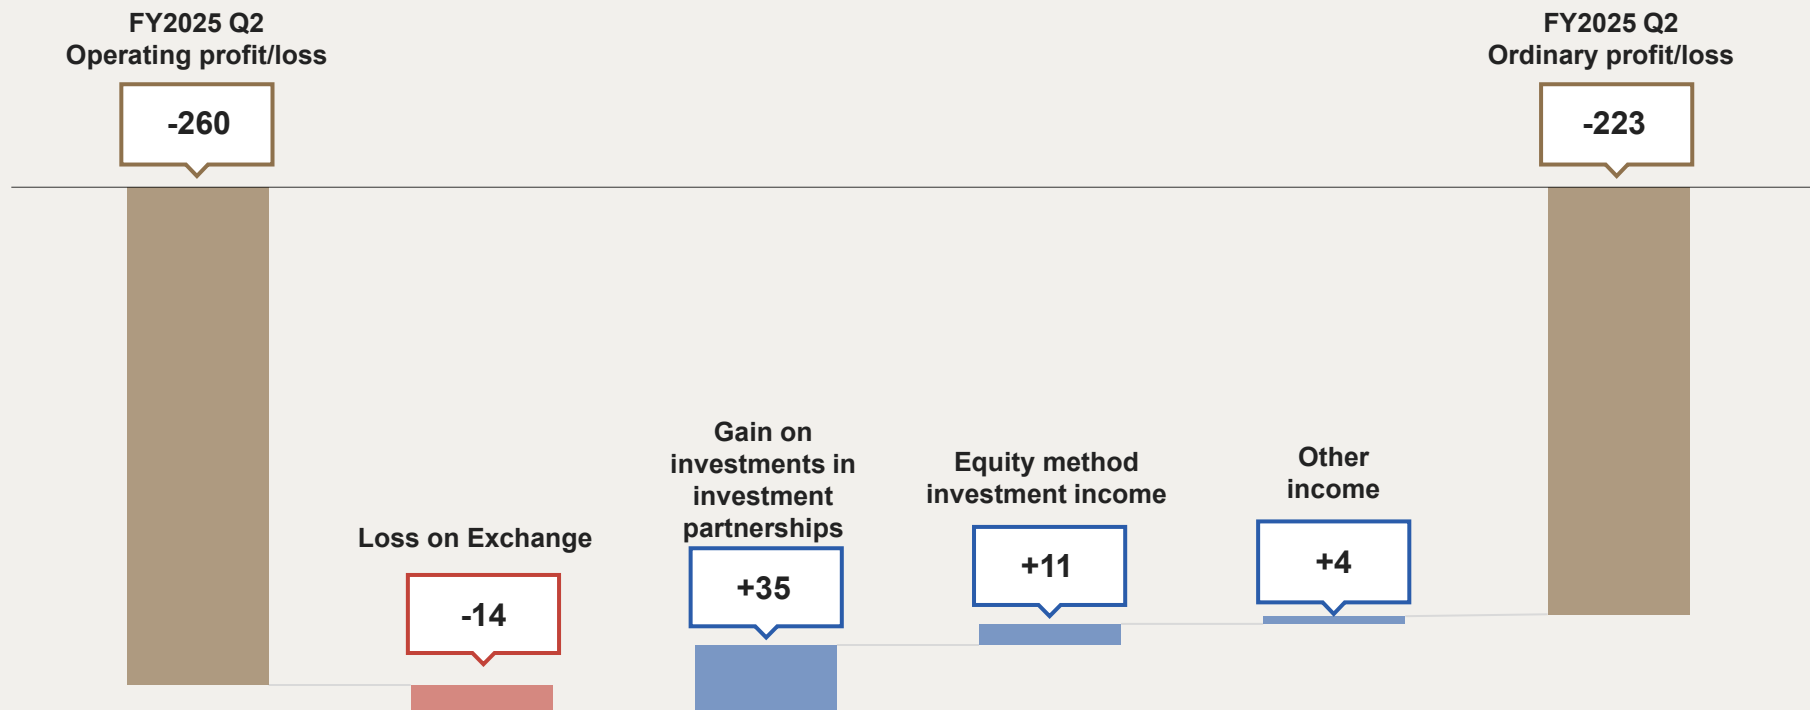 FY2025 Q2
Operating profit/loss
-260
Loss on Exchange
-14
Gain on
investments in
investment
partnerships
+35
Equity method
investment income
+11
Other
income
+4
FY2025 Q2
Ordinary profit/loss
-223